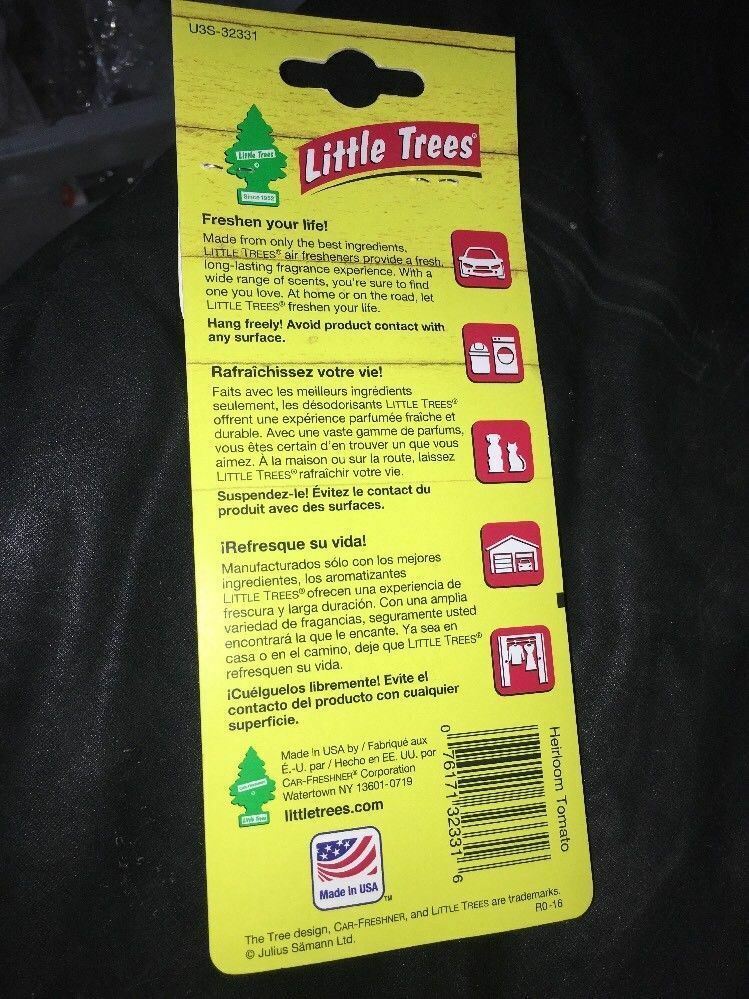 U3S-32331
Little Trees
Since 1952
Little Trees®
Freshen your life!
Made from only the best ingredients,
LITTLE TREES® air fresheners provide a fresh,
long-lasting fragrance experience. With a
wide range of scents, you're sure to find
one you love. At home or on the road, let
LITTLE TREES® freshen your life.
Hang freely! Avoid product contact with
any surface.
Rafraîchissez votre vie!
Faits avec les meilleurs ingrédients
seulement, les désodorisants LITTLE TREES®
offrent une expérience parfumée fraîche et
durable. Avec une vaste gamme de parfums,
vous êtes certain d'en trouver un que vous
aimez. À la maison ou sur la route, laissez
LITTLE TREES® rafraîchir votre vie.
Suspendez-le! Évitez le contact du
produit avec des surfaces.
¡Refresque su vida!
Manufacturados sólo con los mejores
ingredientes, los aromatizantes
LITTLE TREES® ofrecen una experiencia de
frescura y larga duración. Con una amplia
variedad de fragancias, seguramente usted
encontrará la que le encante. Ya sea en
casa o en el camino, deje que LITTLE TREES®
refresquen su vida.
¡Cuélguelos libremente! Evite el
contacto del producto con cualquier
superficie.
Made in USA by / Fabriqué aux
É.-U. par / Hecho en EE. UU. por
CAR-FRESHNER® Corporation
Watertown NY 13601-0719
littletrees.com
Little Trees
Made in USA
TM
0 76171 32331 6
Heirloom Tomato
The Tree design, CAR-FRESHNER, and LITTLE TREES are trademarks.
© Julius Sämann Ltd.
R0-16